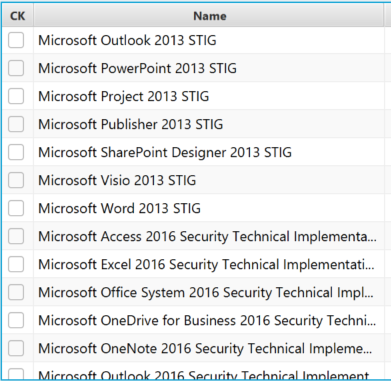 CK Name
Microsoft Outlook 2013 STIG
Microsoft PowerPoint 2013 STIG
Microsoft Project 2013 STIG
Microsoft Publisher 2013 STIG
Microsoft SharePoint Designer 2013 STIG
Microsoft Visio 2013 STIG
Microsoft Word 2013 STIG
Microsoft Access 2016 Security Technical Implementa...
Microsoft Excel 2016 Security Technical Implementati...
Microsoft Office System 2016 Security Technical Impl...
Microsoft OneDrive for Business 2016 Security Techni...
Microsoft OneNote 2016 Security Technical Impleme...
Microsoft Outlook 2016 Security Technical Implement